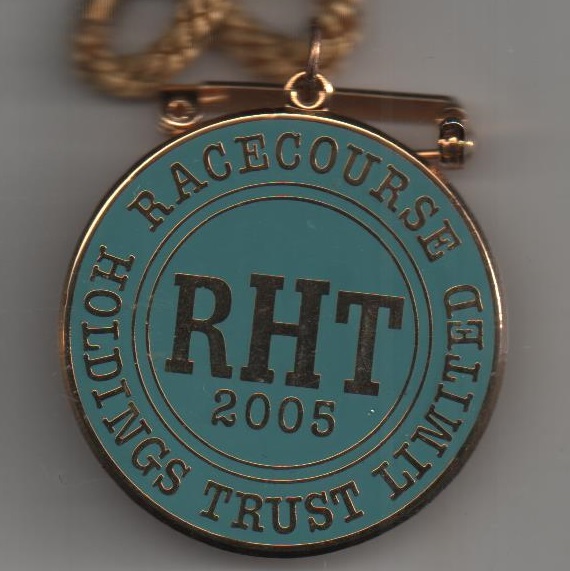 RACECOURSE
HOLDINGS TRUST LIMITED
RHT
2005